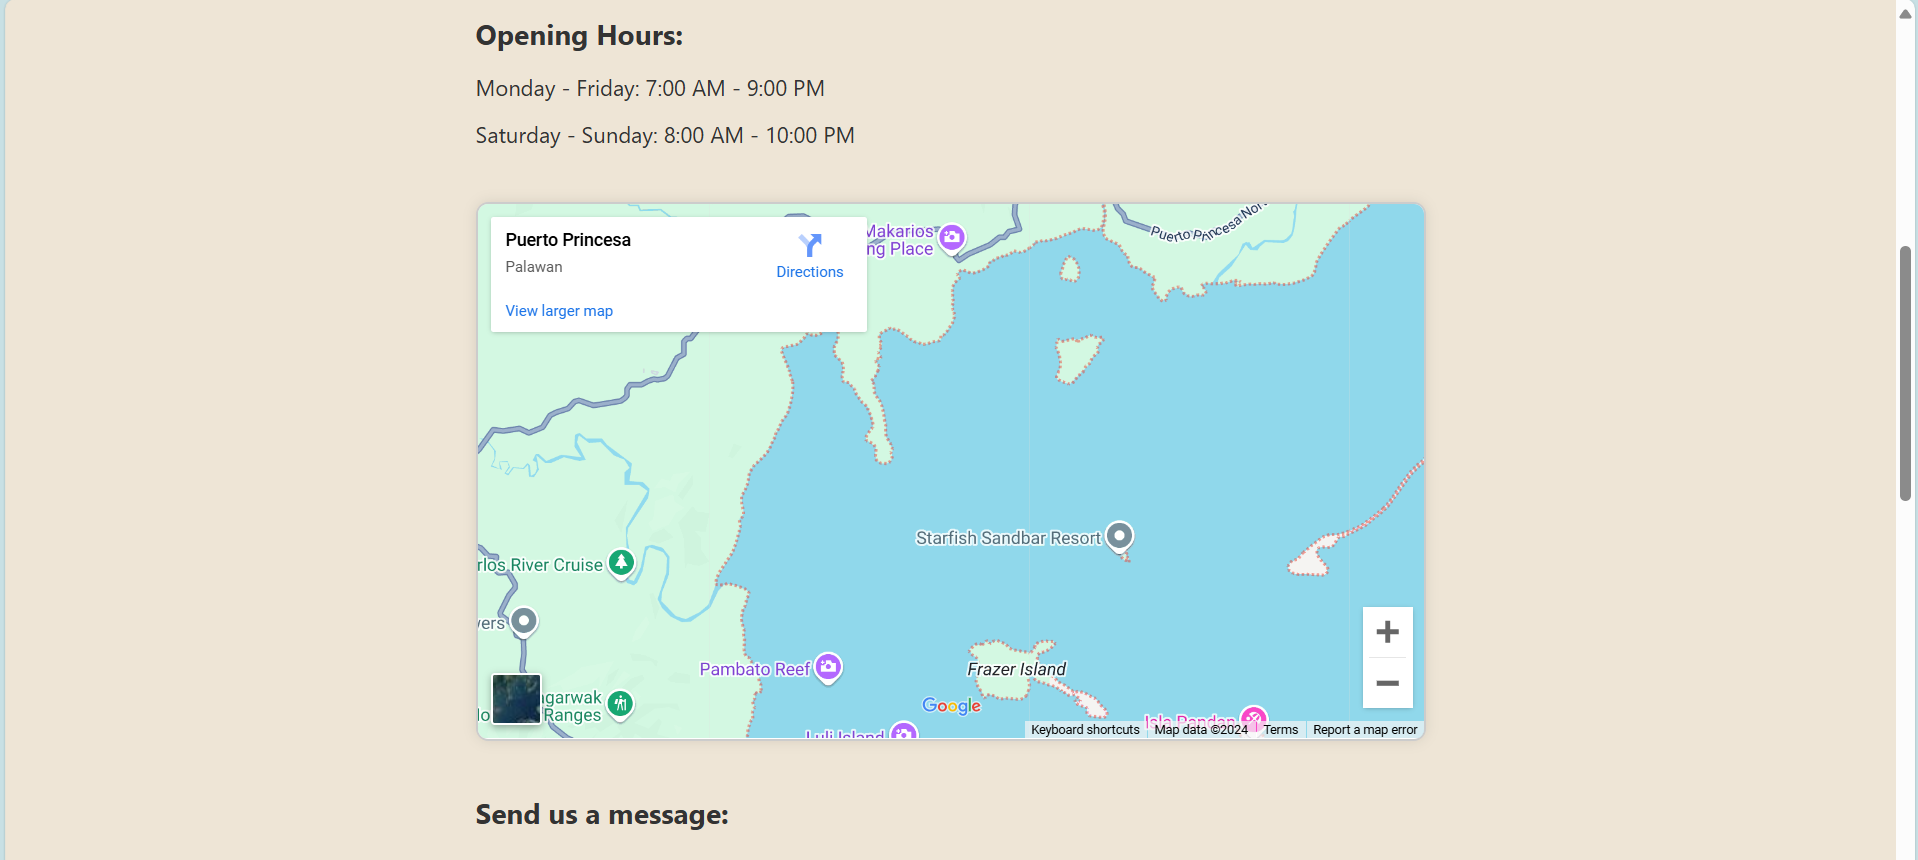 Opening Hours:
Monday - Friday: 7:00 AM - 9:00 PM
Saturday - Sunday: 8:00 AM - 10:00 PM
Puerto Princesa
Palawan
Directions
View larger map
Makarios
ng Place
Puerto Princesa Nor
Starfish Sandbar Resort
rlos River Cruise
vers
Pambato Reef
Frazer Island
garwak
Ranges
Google
Isla Pandan
Luli Island
Keyboard shortcuts
Map data ©2024
Terms
Report a map error
Send us a message: